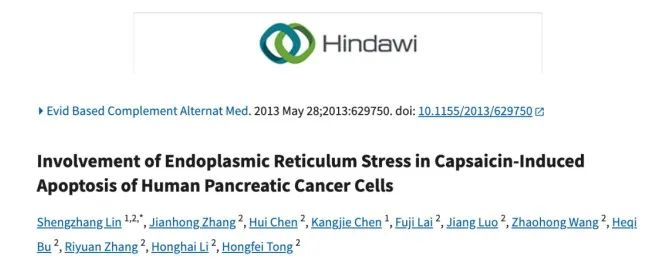 Hindawi
Evid Based Complement Alternat Med. 2013 May 28;2013:629750. doi: 10.1155/2013/629750
Involvement of Endoplasmic Reticulum Stress in Capsaicin-Induced
Apoptosis of Human Pancreatic Cancer Cells
Shengzhang Lin 1,2,*, Jianhong Zhang 2, Hui Chen 2, Kangjie Chen 1, Fuji Lai 2, Jiang Luo 2, Zhaohong Wang 2, Heqi
Bu 2, Riyuan Zhang 2, Honghai Li 2, Hongfei Tong 2